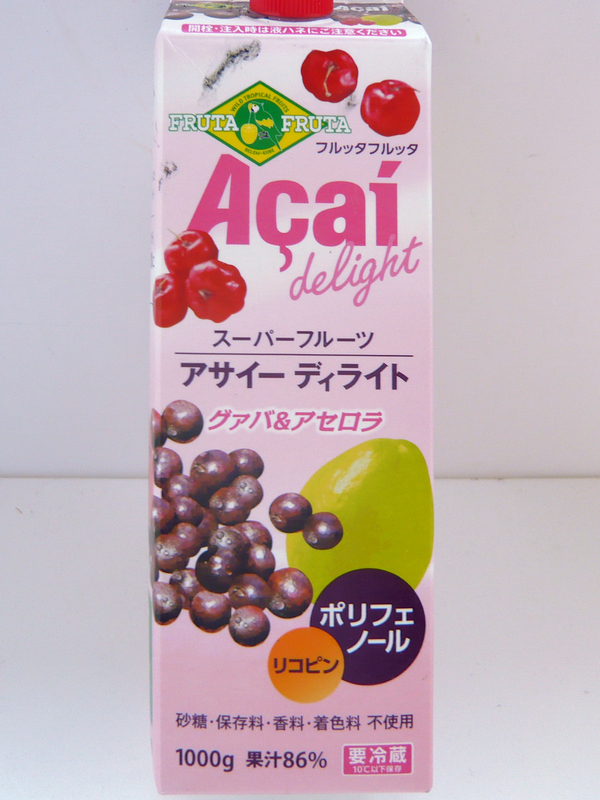 開栓・注入時は液ハネにご注意ください
WILD TROPICAL FRUITS
FRUTA FRUTA
フルッタフルッタ
Açaí
delight
スーパーフルーツ
アサイー ディライト
グァバ&アセロラ
ポリフェ
ノール
リコピン
砂糖・保存料・香料・着色料 不使用
1000g 果汁86%
要冷蔵
10℃以下保存